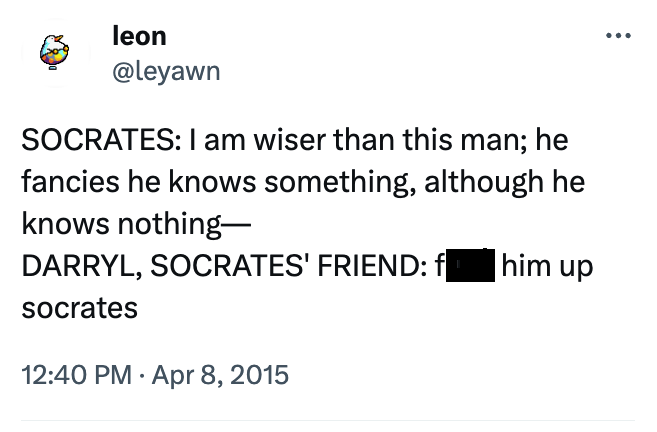 leon
@leyawn
SOCRATES: I am wiser than this man; he
fancies he knows something, although he
knows nothing—
DARRYL, SOCRATES' FRIEND: f him up
socrates
12:40 PM · Apr 8, 2015